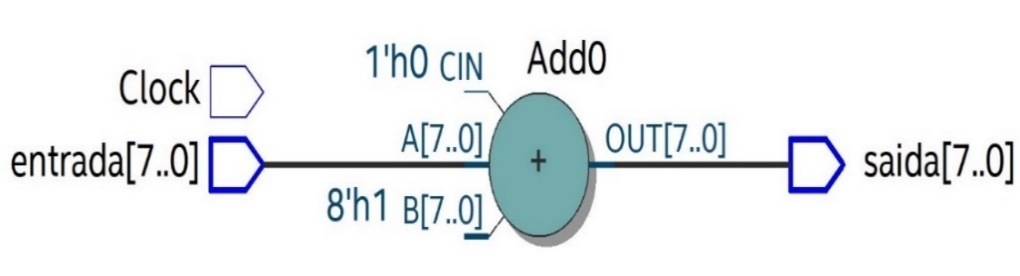 1'h0 CIN Add0
Clock
entrada[7..0] A[7..0] + OUT[7..0] saida[7..0]
8'h1 B[7..0]